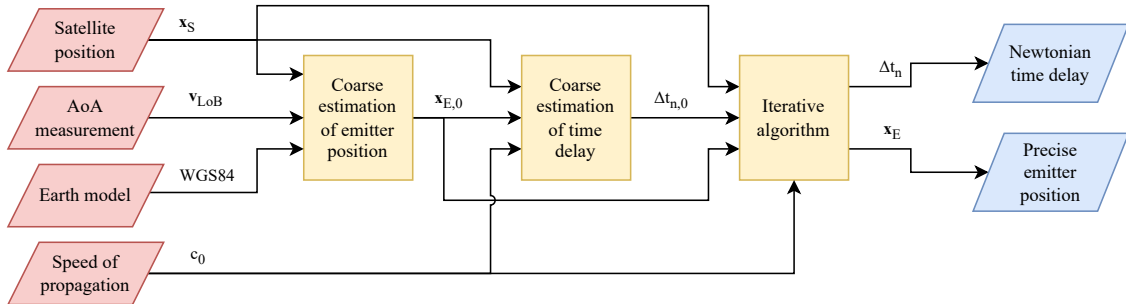 Satellite
position
x_S
AoA
measurement
v_LoB
Earth model
WGS84
Speed of
propagation
c_0
Coarse
estimation
of emitter
position
x_E,0
Coarse
estimation
of time
delay
Δt_n,0
Iterative
algorithm
Δt_n
x_E
Newtonian
time delay
Precise
emitter
position